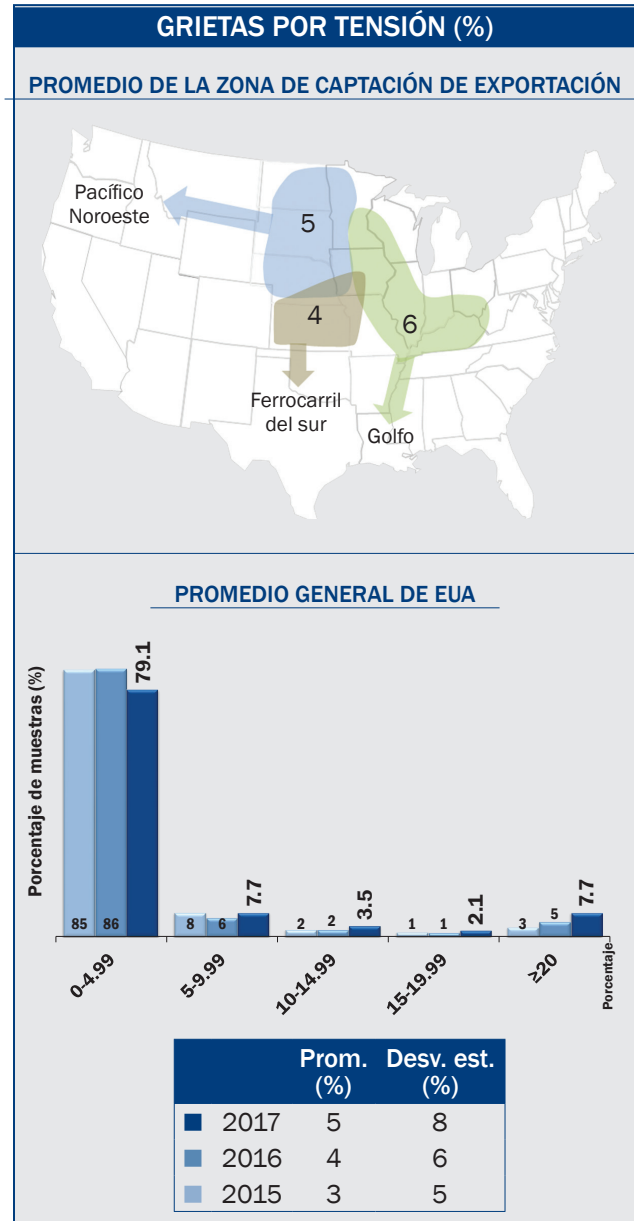 GRIETAS POR TENSIÓN (%)
PROMEDIO DE LA ZONA DE CAPTACIÓN DE EXPORTACIÓN
Pacífico
Noroeste
5
4
6
Ferrocarril
del sur
Golfo
PROMEDIO GENERAL DE EUA
Porcentaje de muestras (%)
85
86
79.1
8
6
7.7
2
2
3.5
1
1
2.1
3
5
7.7
0-4.99
5-9.99
10-14.99
15-19.99
≥20
Porcentaje
Prom. Desv. est.
(%) (%)
2017 5 8
2016 4 6
2015 3 5